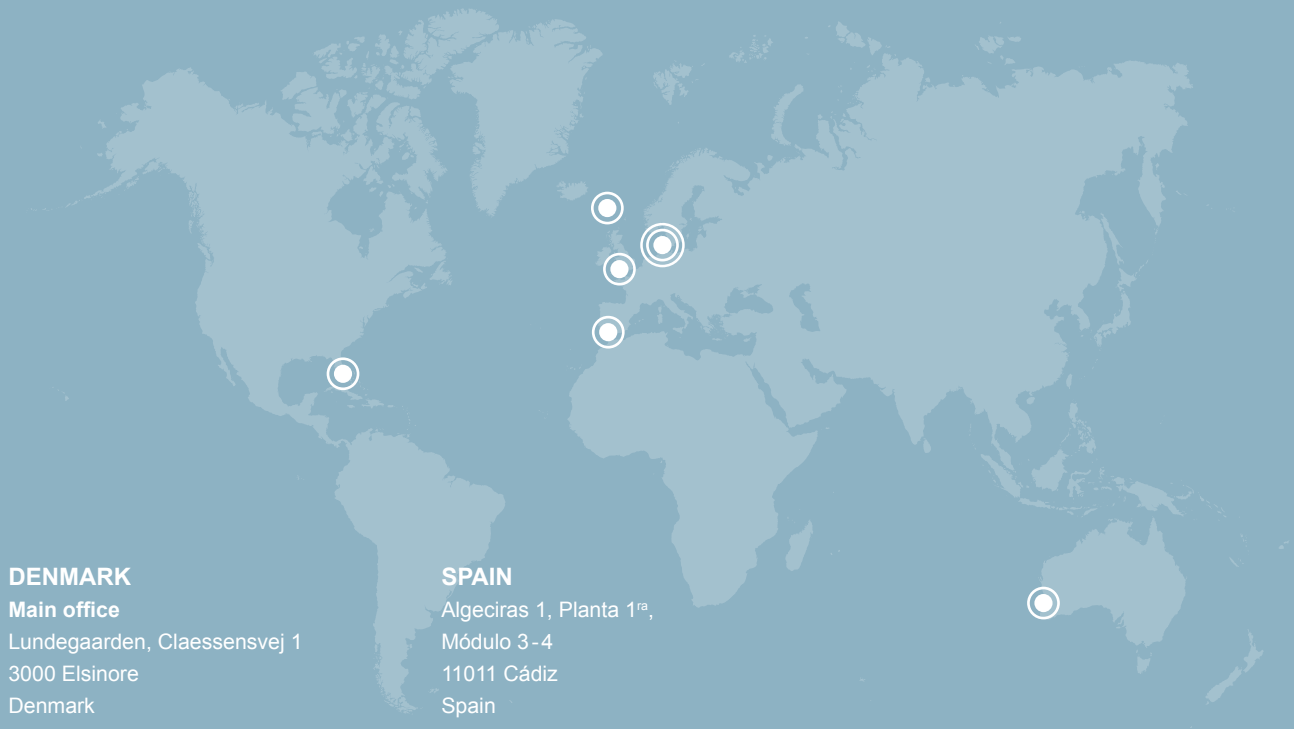 DENMARK
Main office
Lundegaarden, Claessensvej 1
3000 Elsinore
Denmark
SPAIN
Algeciras 1, Planta 1ra,
Módulo 3-4
11011 Cádiz
Spain